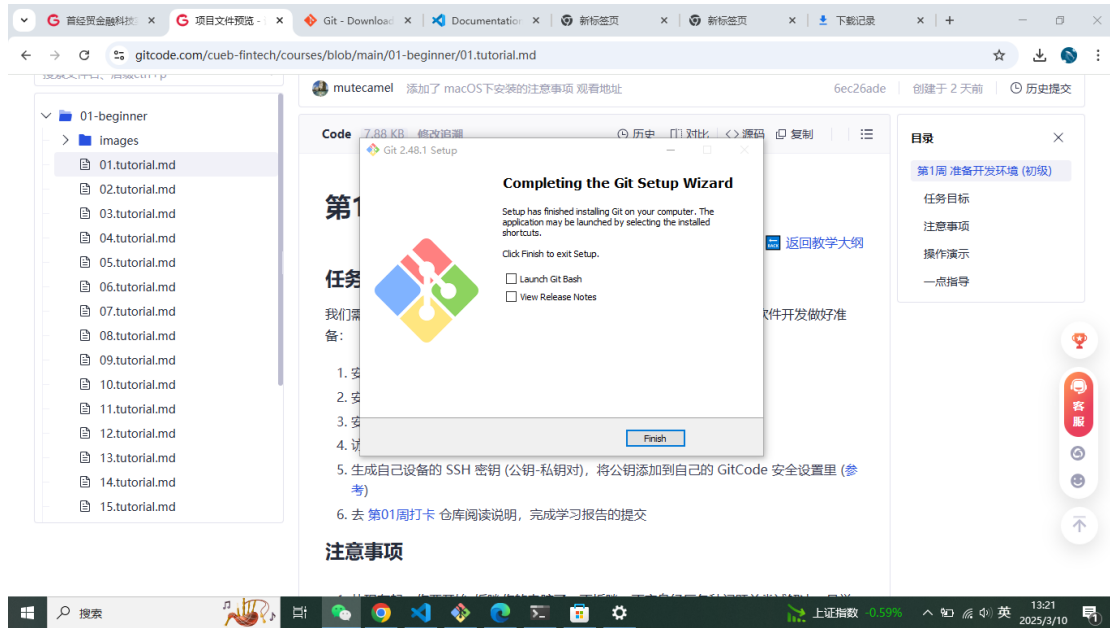 首经贸金融科技
项目文件预览 -
Git - Download
Documentation
新标签页
新标签页
下载记录
gitcode.com/cueb-fintech/courses/blob/main/01-beginner/01.tutorial.md
mutecamel 添加了 macOS下安装的注意事项 观看地址
6ec26ade 创建于 2 天前 历史提交
01-beginner
images
01.tutorial.md
02.tutorial.md
03.tutorial.md
04.tutorial.md
05.tutorial.md
06.tutorial.md
07.tutorial.md
08.tutorial.md
09.tutorial.md
10.tutorial.md
11.tutorial.md
12.tutorial.md
13.tutorial.md
14.tutorial.md
15.tutorial.md
Code 7.88 KB 修改追溯 历史 对比 源码 复制
Git 2.48.1 Setup
Completing the Git Setup Wizard
Setup has finished installing Git on your computer. The
application may be launched by selecting the installed
shortcuts.
Click Finish to exit Setup.
Launch Git Bash
View Release Notes
Finish
第1
BACK 返回教学大纲
任务
我们需
软件开发做好准
备：
1. 安
2. 安
3. 安
4. 访
5. 生成自己设备的 SSH 密钥 (公钥-私钥对)，将公钥添加到自己的 GitCode 安全设置里 (参
考)
6. 去 第01周打卡 仓库阅读说明，完成学习报告的提交
注意事项
目录
第1周 准备开发环境 (初级)
任务目标
注意事项
操作演示
一点指导
客
服
搜索
上证指数 -0.59%
英
13:21
2025/3/10
1